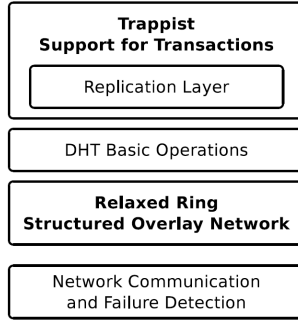 Trappist
Support for Transactions
Replication Layer
DHT Basic Operations
Relaxed Ring
Structured Overlay Network
Network Communication
and Failure Detection